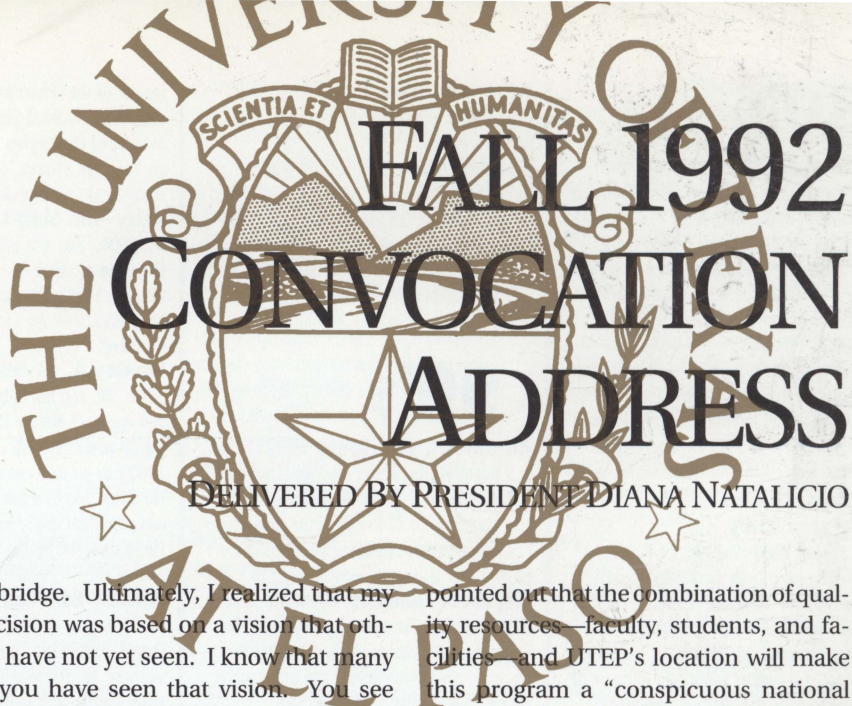 THE UNIVERSITY OF TEXAS
AT EL PASO
SCIENTIA ET HUMANITAS
FALL 1992
CONVOCATION
ADDRESS
DELIVERED BY PRESIDENT DIANA NATALICIO
bridge. Ultimately, I realized that my
cision was based on a vision that oth-
have not yet seen. I know that many
you have seen that vision. You see
pointed out that the combination of qual-
ity resources—faculty, students, and fa-
cilities—and UTEP's location will make
this program a "conspicuous national